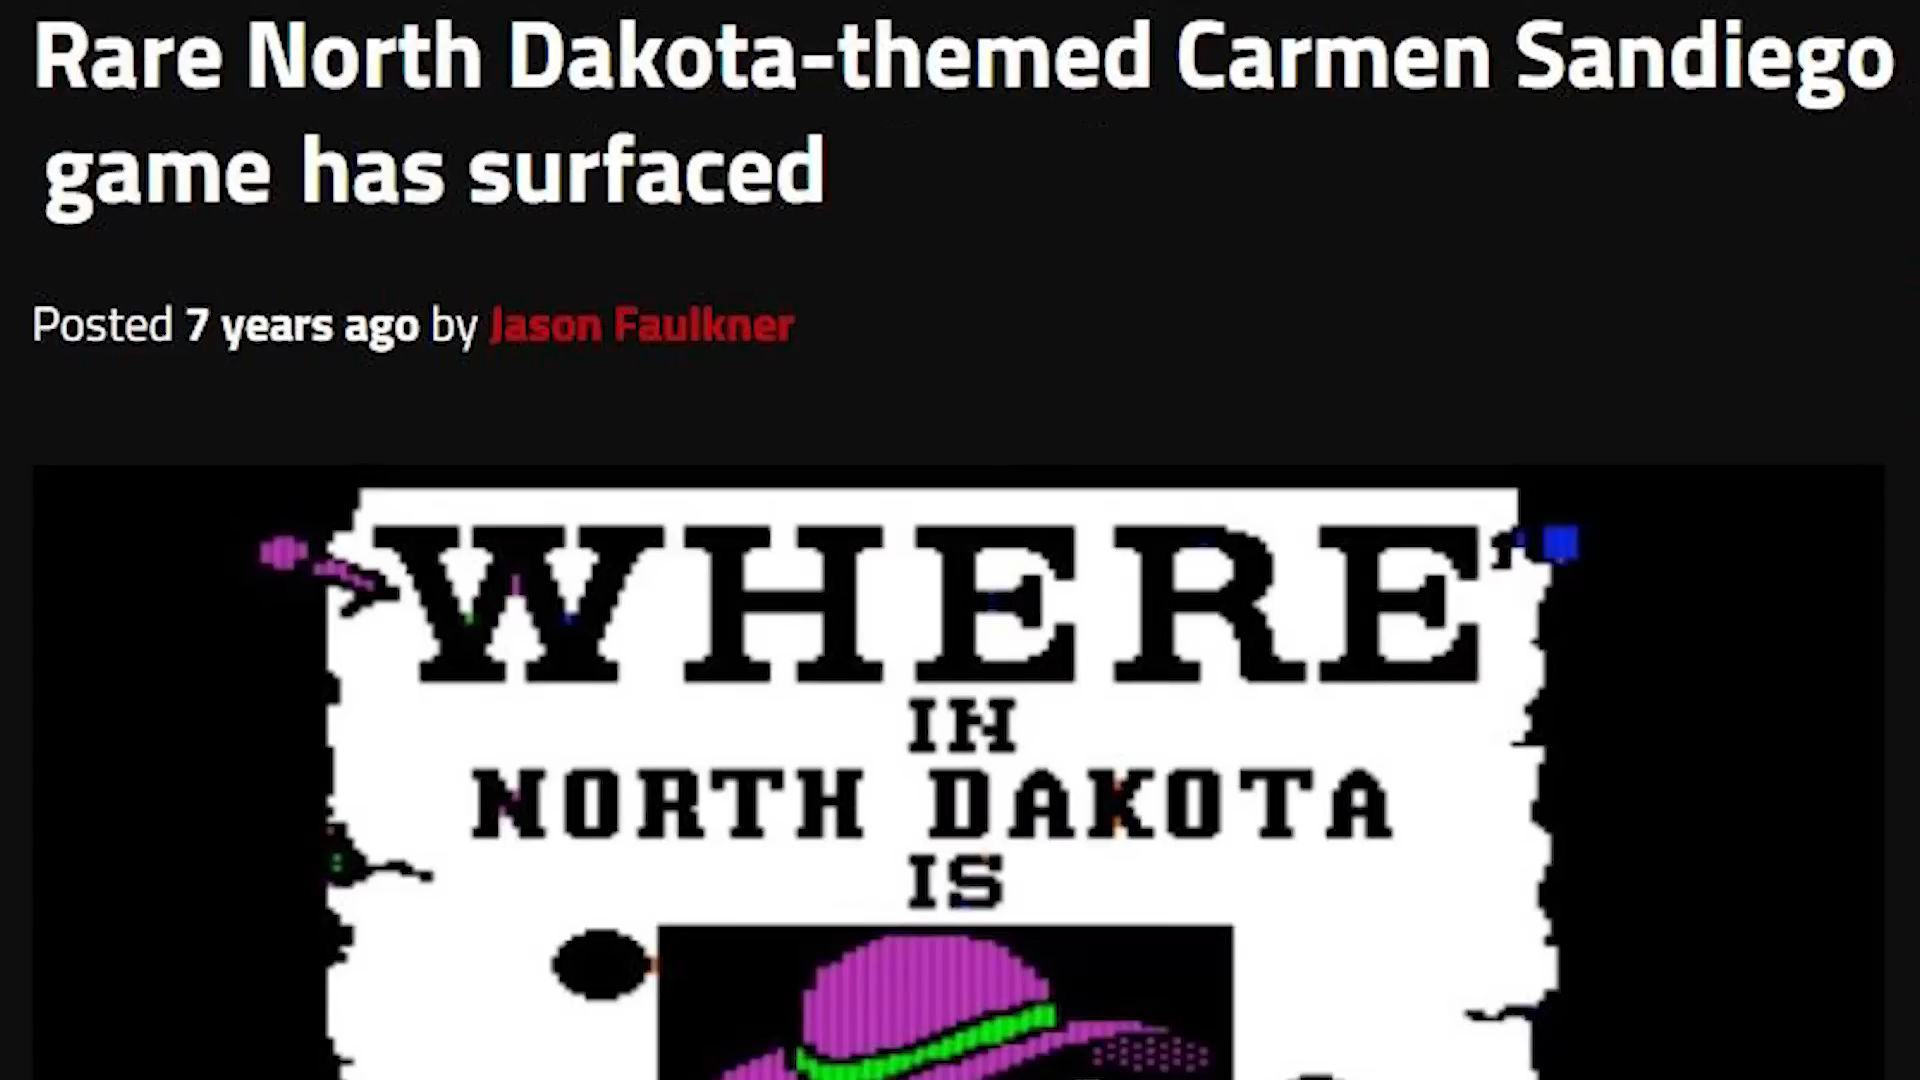 Rare North Dakota-themed Carmen Sandiego
game has surfaced
Posted 7 years ago by Jason Faulkner
WHERE
IN
NORTH DAKOTA
IS